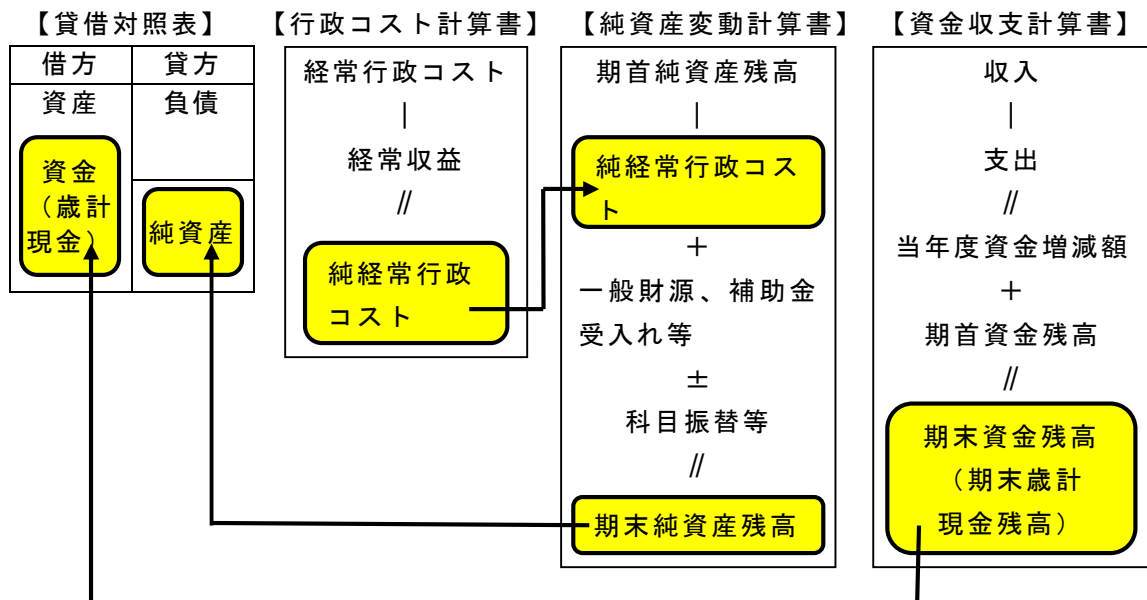 【貸借対照表】
借方
貸方
資産
負債
資金
（歳計
現金）
純資産
【行政コスト計算書】
経常行政コスト
|
経常収益
//
純経常行政
コスト
【純資産変動計算書】
期首純資産残高
|
純経常行政コス
ト
＋
一般財源、補助金
受入れ等
±
科目振替等
//
期末純資産残高
【資金収支計算書】
収入
|
支出
//
当年度資金増減額
＋
期首資金残高
//
期末資金残高
（期末歳計
現金残高）